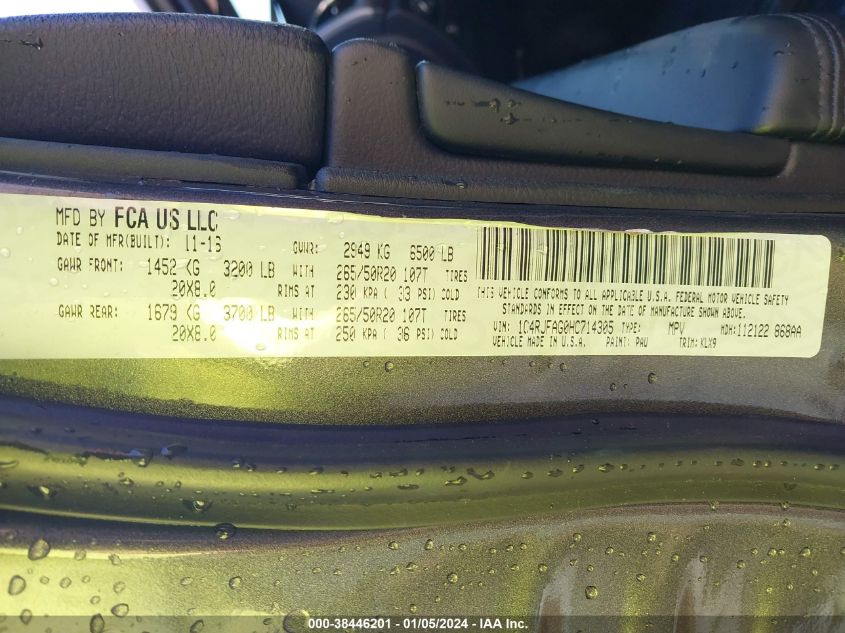 MFD BY FCA US LLC
DATE OF MFR(BUILT): 11-16 GVWR: 2949 KG 6500 LB
GAWR FRONT: 1452 KG 3200 LB WITH 265/50R20 107T TIRES
20X8.0 RIMS AT 230 KPA ( 33 PSI) COLD
GAWR REAR: 1679 KG 3700 LB WITH 265/50R20 107T TIRES
20X8.0 RIMS AT 250 KPA ( 36 PSI) COLD
THIS VEHICLE CONFORMS TO ALL APPLICABLE U.S.A. FEDERAL MOTOR VEHICLE SAFETY
STANDARDS IN EFFECT ON THE DATE OF MANUFACTURE SHOWN ABOVE.
VIN: 1C4RJFAG0HC714305 TYPE: MPV MDH: 112122 868AA
VEHICLE MADE IN U.S.A. PAINT: PAU TRIM: KLX9
000-38446201 - 01/05/2024 - IAA Inc.